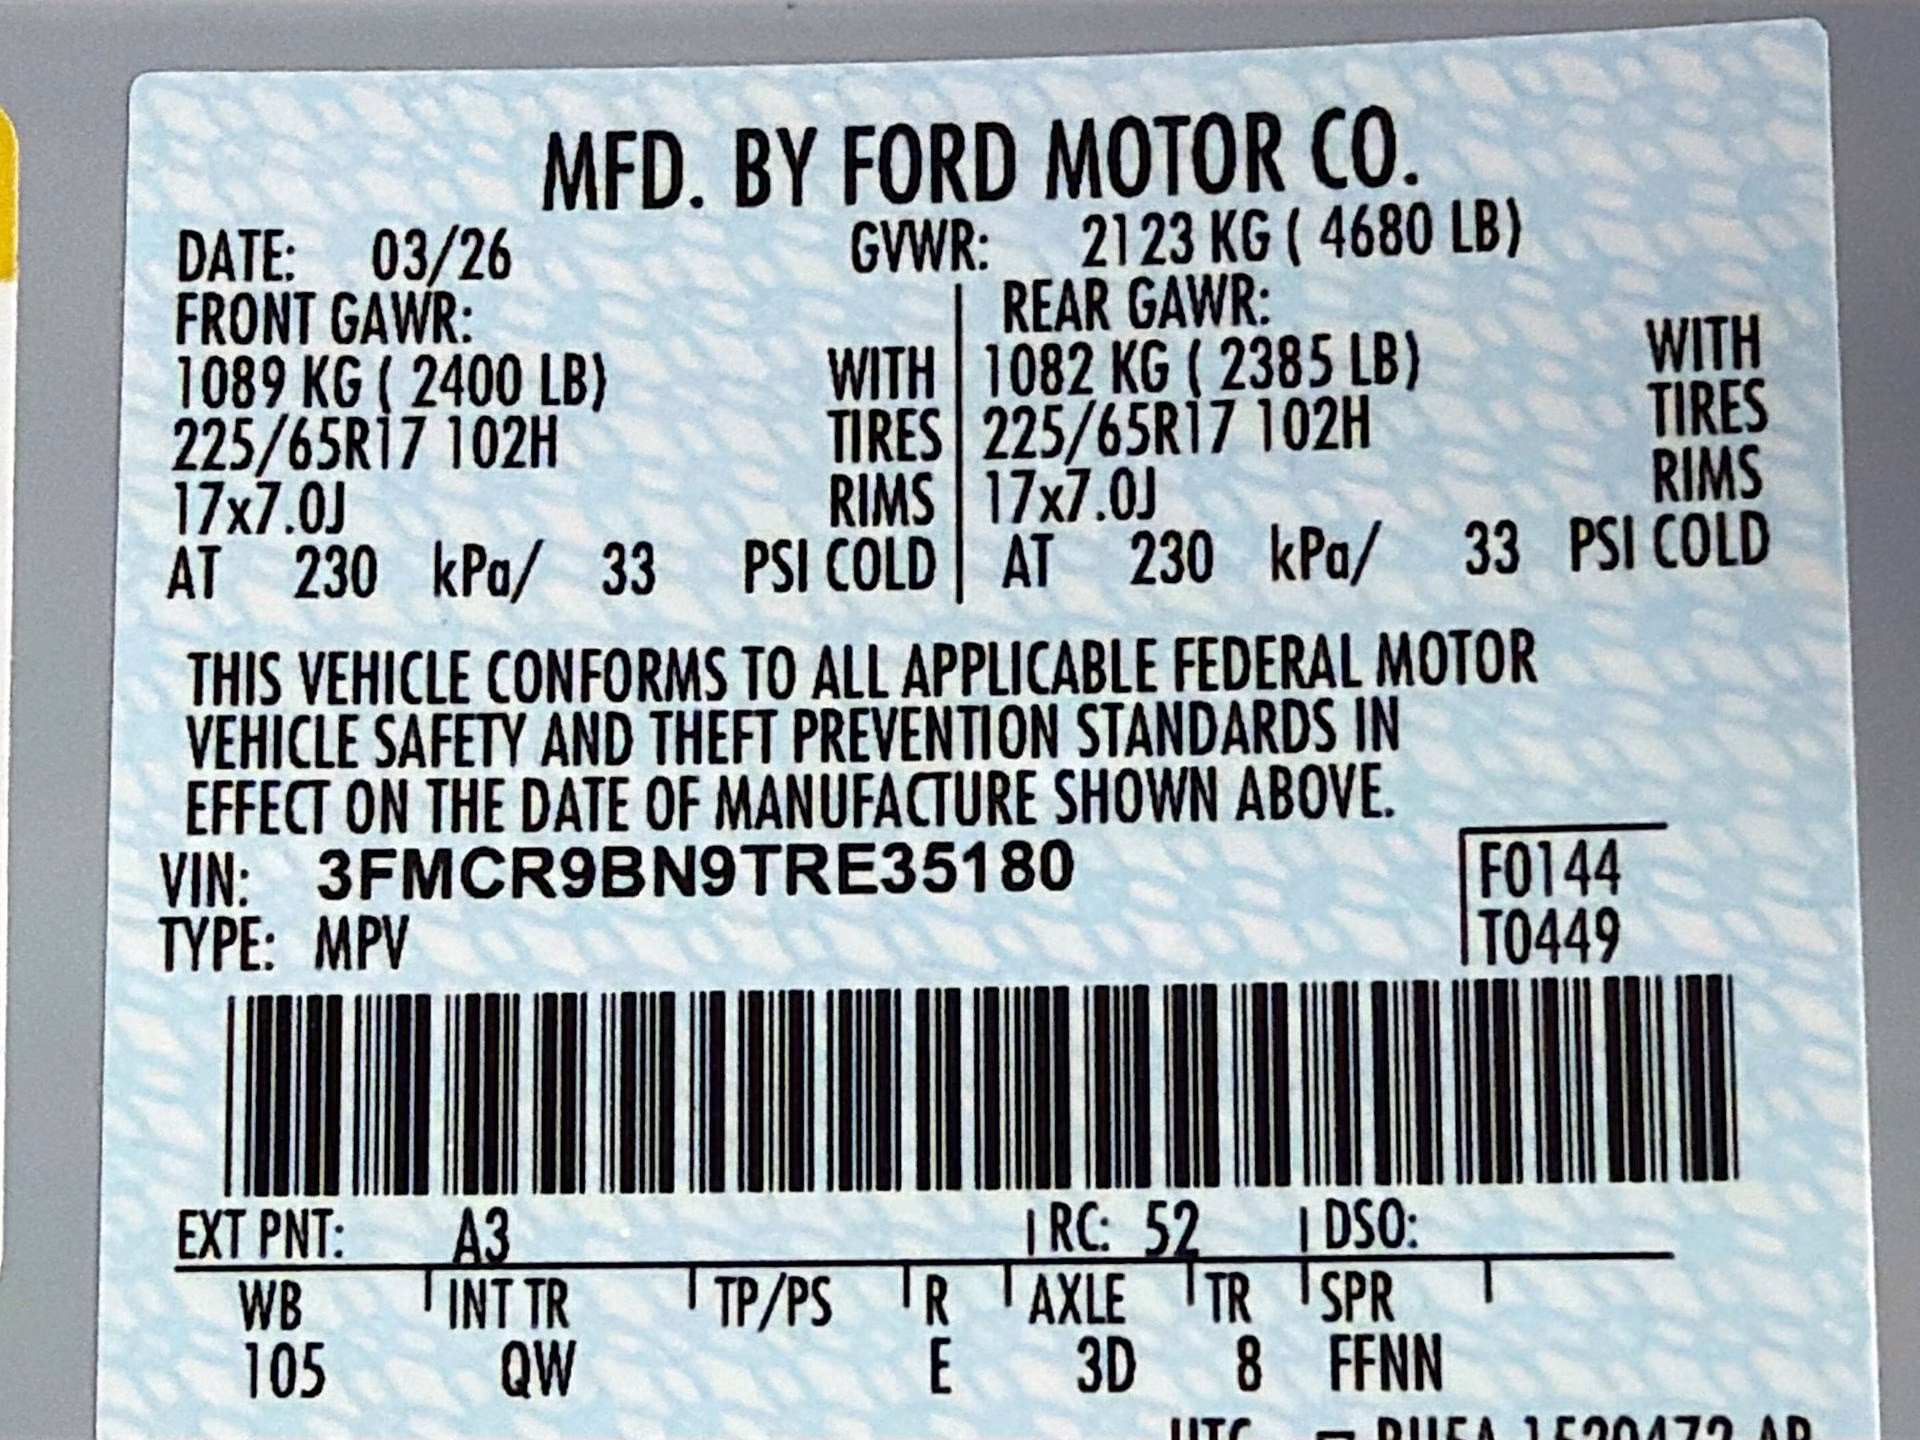 MFD. BY FORD MOTOR CO.
DATE: 03/26 GVWR: 2123 KG ( 4680 LB)
FRONT GAWR: REAR GAWR:
1089 KG ( 2400 LB) WITH 1082 KG ( 2385 LB) WITH
225/65R17 102H TIRES 225/65R17 102H TIRES
17x7.0J RIMS 17x7.0J RIMS
AT 230 kPa/ 33 PSI COLD AT 230 kPa/ 33 PSI COLD
THIS VEHICLE CONFORMS TO ALL APPLICABLE FEDERAL MOTOR
VEHICLE SAFETY AND THEFT PREVENTION STANDARDS IN
EFFECT ON THE DATE OF MANUFACTURE SHOWN ABOVE.
VIN: 3FMCR9BN9TRE35180 F0144
TYPE: MPV T0449
EXT PNT: A3 RC: 52 DSO:
WB INT TR TP/PS R AXLE TR SPR
105 QW E 3D 8 FFNN